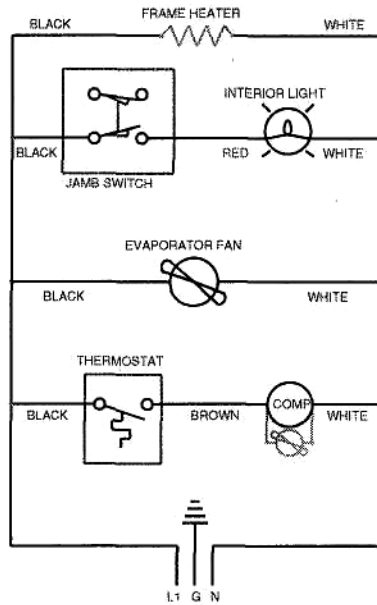 FRAME HEATER
BLACK WHITE
INTERIOR LIGHT
BLACK RED WHITE
JAMB SWITCH
EVAPORATOR FAN
BLACK WHITE
THERMOSTAT
COMP
BLACK BROWN WHITE
L1 G N